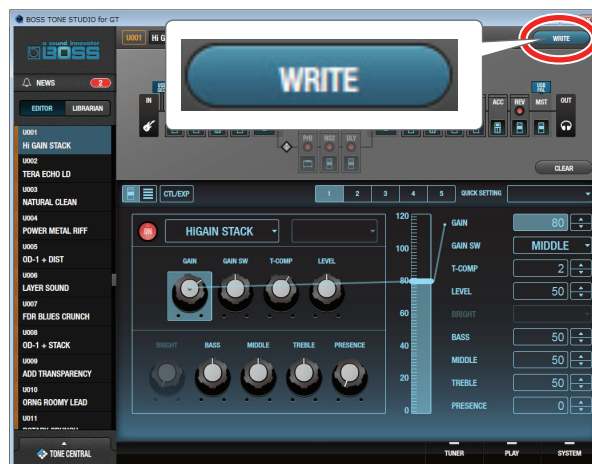 BOSS TONE STUDIO for GT
a sound innovator
BOSS
U001 Hi G
WRITE
WRITE
NEWS 2
EDITOR LIBRARIAN
IN
ACC REV MST OUT
P/B NS2 DLY
CLEAR
U001
Hi GAIN STACK
U002
TERA ECHO LD
U003
NATURAL CLEAN
U004
POWER METAL RIFF
U005
OD-1 + DIST
U006
LAYER SOUND
U007
FDR BLUES CRUNCH
U008
OD-1 + STACK
U009
ADD TRANSPARENCY
U010
ORNG ROOMY LEAD
U011
TONE CENTRAL
CTL/EXP
1 2 3 4 5 QUICK SETTING
ON HIGAIN STACK
GAIN GAIN SW T-COMP LEVEL
BRIGHT BASS MIDDLE TREBLE PRESENCE
120
100
80
60
40
20
0
GAIN 80
GAIN SW MIDDLE
T-COMP 2
LEVEL 50
BRIGHT
BASS 50
MIDDLE 50
TREBLE 50
PRESENCE 0
TUNER PLAY SYSTEM